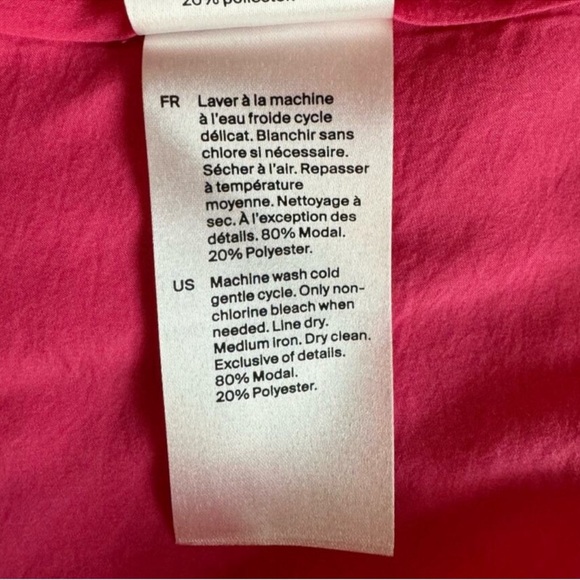 20% polyester
FR Laver à la machine
à l'eau froide cycle
délicat. Blanchir sans
chlore si nécessaire.
Sécher à l'air. Repasser
à température
moyenne. Nettoyage à
sec. À l'exception des
détails. 80% Modal.
20% Polyester.
US Machine wash cold
gentle cycle. Only non-
chlorine bleach when
needed. Line dry.
Medium iron. Dry clean.
Exclusive of details.
80% Modal.
20% Polyester.